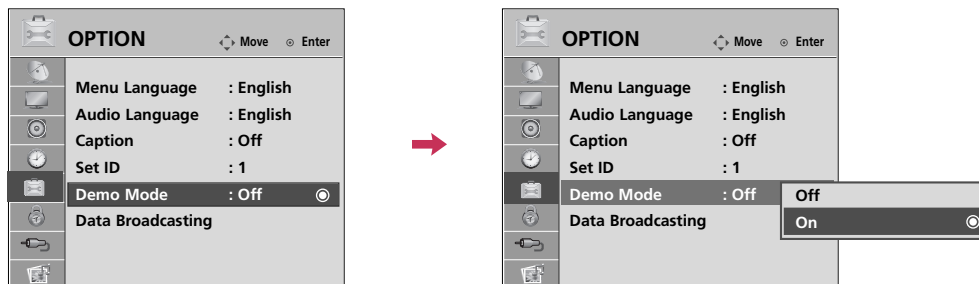 OPTION Move Enter
Menu Language : English
Audio Language : English
Caption : Off
Set ID : 1
Demo Mode : Off
Data Broadcasting
OPTION Move Enter
Menu Language : English
Audio Language : English
Caption : Off
Set ID : 1
Demo Mode : Off
Data Broadcasting
Off
On